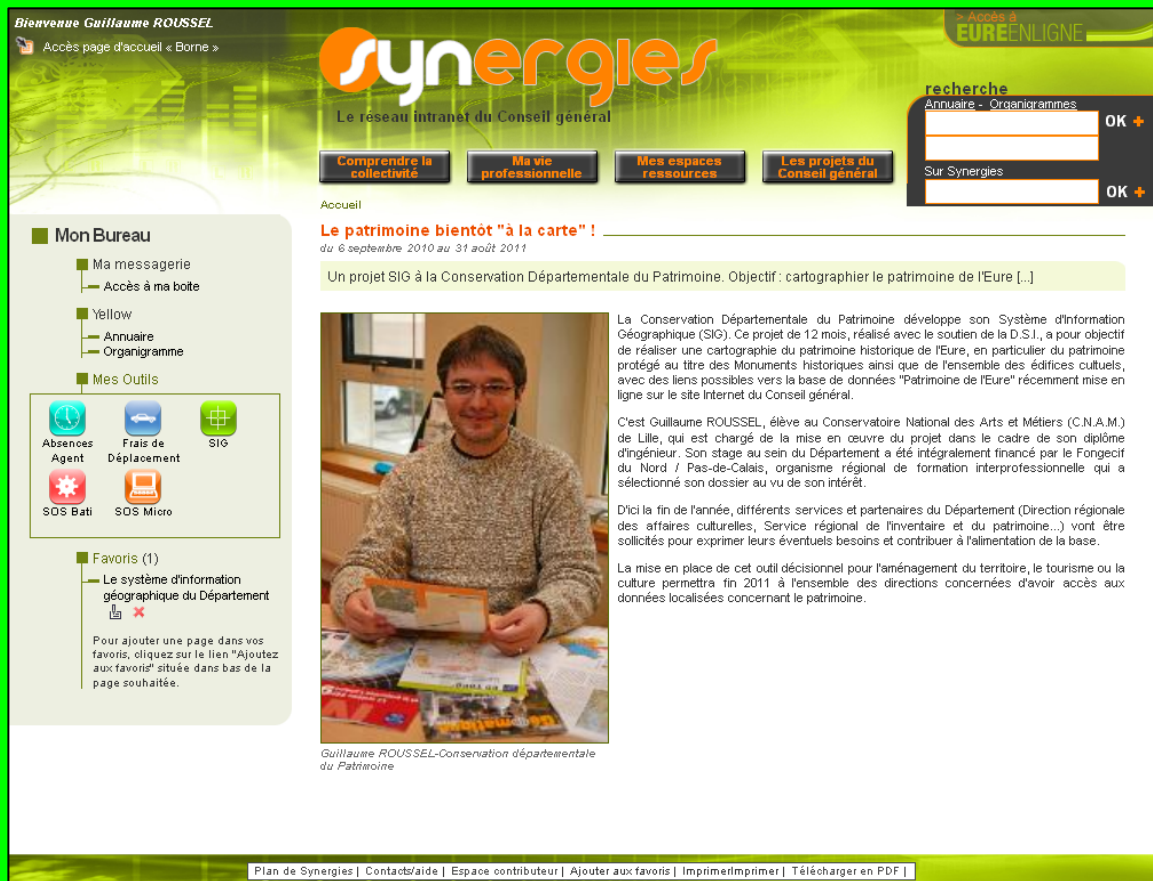 Bienvenue Guillaume ROUSSEL
Accès page d'accueil « Borne »
synergies
Le réseau intranet du Conseil général
> Accès à
EUREENLIGNE
recherche
Annuaire - Organigrammes
OK +
Sur Synergies
OK +
Comprendre la
collectivité
Ma vie
professionnelle
Mes espaces
ressources
Les projets du
Conseil général
Accueil
Mon Bureau
Ma messagerie
Accès à ma boite
Yellow
Annuaire
Organigramme
Mes Outils
Absences
Agent
Frais de
Déplacement
SIG
SOS Bati
SOS Micro
Favoris (1)
Le système d'information
géographique du Département
Pour ajouter une page dans vos
favoris, cliquez sur le lien "Ajoutez
aux favoris" située dans bas de la
page souhaitée.
Le patrimoine bientôt "à la carte" !
du 6 septembre 2010 au 31 août 2011
Un projet SIG à la Conservation Départementale du Patrimoine. Objectif : cartographier le patrimoine de l'Eure [...]
La Conservation Départementale du Patrimoine développe son Système d'Information
Géographique (SIG). Ce projet de 12 mois, réalisé avec le soutien de la D.S.I., a pour objectif
de réaliser une cartographie du patrimoine historique de l'Eure, en particulier du patrimoine
protégé au titre des Monuments historiques ainsi que de l'ensemble des édifices cultuels,
avec des liens possibles vers la base de données "Patrimoine de l'Eure" récemment mise en
ligne sur le site Internet du Conseil général.
C'est Guillaume ROUSSEL, élève au Conservatoire National des Arts et Métiers (C.N.A.M.)
de Lille, qui est chargé de la mise en œuvre du projet dans le cadre de son diplôme
d'ingénieur. Son stage au sein du Département a été intégralement financé par le Fongecif
du Nord / Pas-de-Calais, organisme régional de formation interprofessionnelle qui a
sélectionné son dossier au vu de son intérêt.
D'ici la fin de l'année, différents services et partenaires du Département (Direction régionale
des affaires culturelles, Service régional de l'inventaire et du patrimoine...) vont être
sollicités pour exprimer leurs éventuels besoins et contribuer à l'alimentation de la base.
La mise en place de cet outil décisionnel pour l'aménagement du territoire, le tourisme ou la
culture permettra fin 2011 à l'ensemble des directions concernées d'avoir accès aux
données localisées concernant le patrimoine.
Géomatique
Guillaume ROUSSEL-Conservation départementale
du Patrimoine
Plan de Synergies | Contacts/aide | Espace contributeur | Ajouter aux favoris | ImprimerImprimer | Télécharger en PDF |